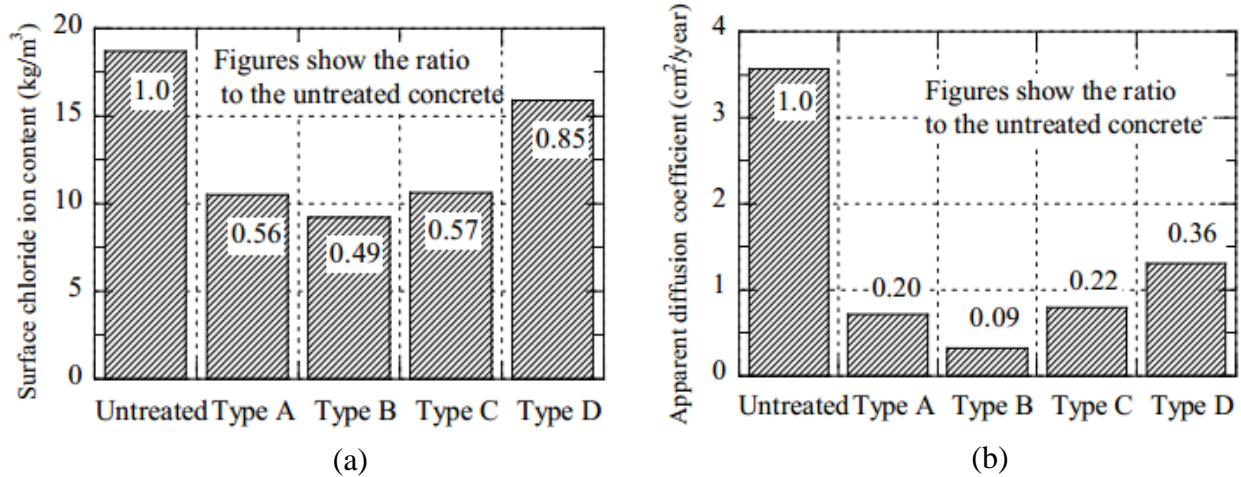 Surface chloride ion content (kg/m³)
20
15
10
5
0
Figures show the ratio
to the untreated concrete
1.0
0.56
0.49
0.57
0.85
Untreated Type A Type B Type C Type D
(a)
Apparent diffusion coefficient (cm²/year)
4
3
2
1
0
Figures show the ratio
to the untreated concrete
1.0
0.20
0.09
0.22
0.36
Untreated Type A Type B Type C Type D
(b)